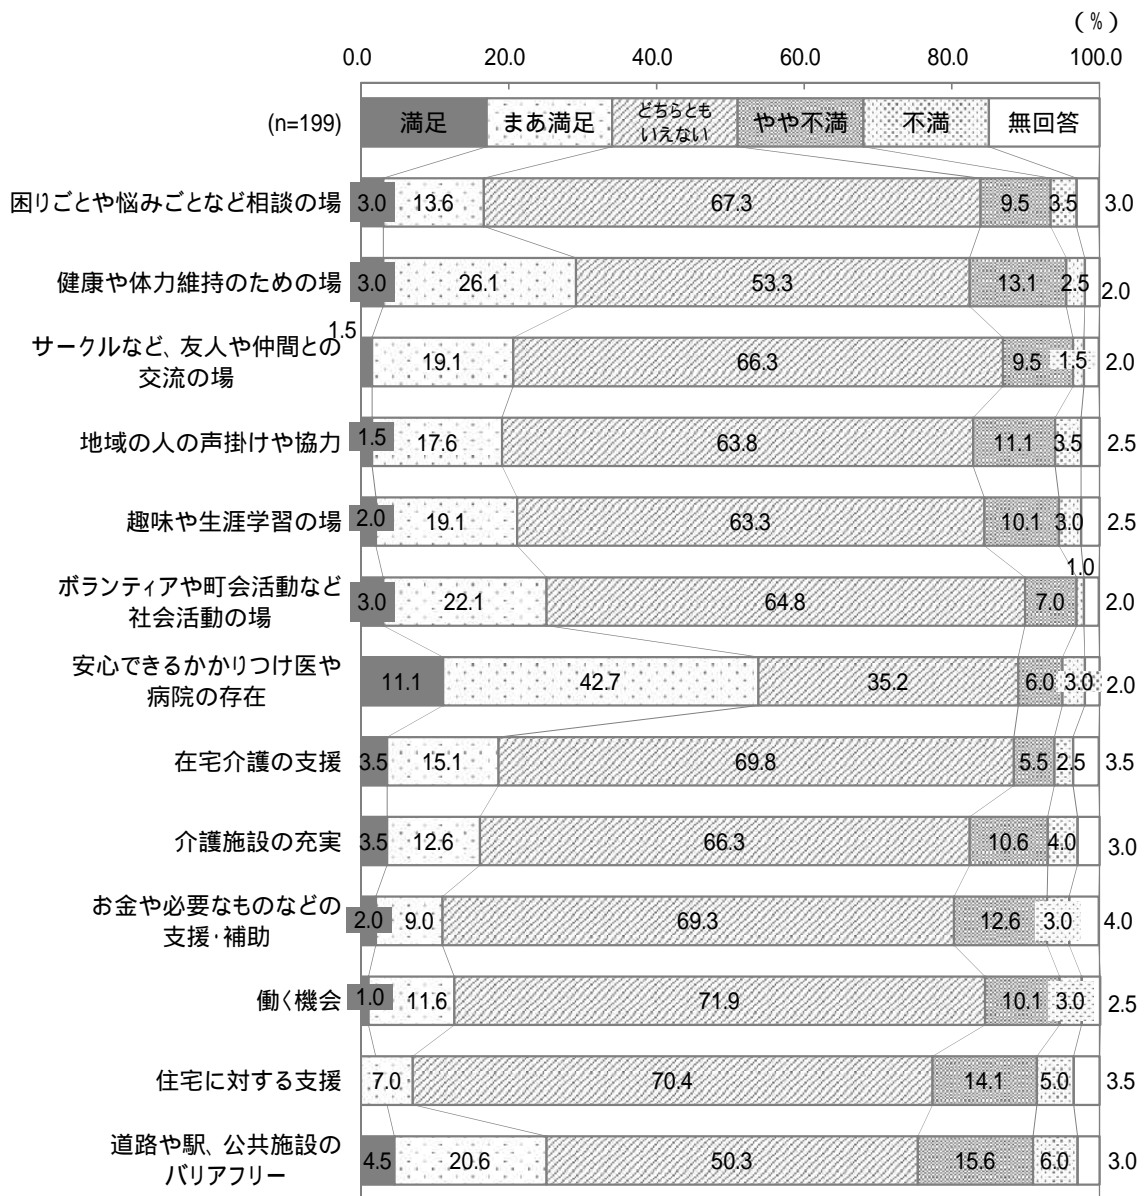 (%)
0.0 20.0 40.0 60.0 80.0 100.0
(n=199) 満足 まあ満足 どちらとも いえない やや不満 不満 無回答
困りごとや悩みごとなど相談の場 3.0 13.6 67.3 9.5 3.5 3.0
健康や体力維持のための場 3.0 26.1 53.3 13.1 2.5 2.0
サークルなど、友人や仲間との
交流の場
1.5 19.1 66.3 9.5 1.5 2.0
地域の人の声掛けや協力 1.5 17.6 63.8 11.1 3.5 2.5
趣味や生涯学習の場 2.0 19.1 63.3 10.1 3.0 2.5
ボランティアや町会活動など
社会活動の場
3.0 22.1 64.8 7.0 1.0 2.0
安心できるかかりつけ医や
病院の存在
11.1 42.7 35.2 6.0 3.0 2.0
在宅介護の支援 3.5 15.1 69.8 5.5 2.5 3.5
介護施設の充実 3.5 12.6 66.3 10.6 4.0 3.0
お金や必要なものなどの
支援・補助
2.0 9.0 69.3 12.6 3.0 4.0
働く機会 1.0 11.6 71.9 10.1 3.0 2.5
住宅に対する支援 7.0 70.4 14.1 5.0 3.5
道路や駅、公共施設の
バリアフリー
4.5 20.6 50.3 15.6 6.0 3.0